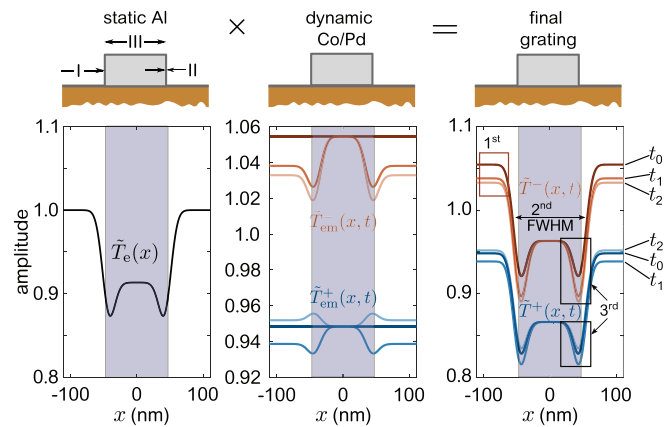 static Al × dynamic Co/Pd = final grating
III
I
II
amplitude
1.1
1.0
0.9
0.8
T̃e(x)
-100 0 100
x (nm)
1.06
1.04
1.02
1.00
0.98
0.96
0.94
0.92
T̃⁻em(x, t)
T̃⁺em(x, t)
-100 0 100
x (nm)
1.1
1.0
0.9
0.8
1st
T̃⁻(x, t)
2nd
FWHM
3rd
T̃⁺(x, t)
t0
t1
t2
t2
t0
t1
-100 0 100
x (nm)